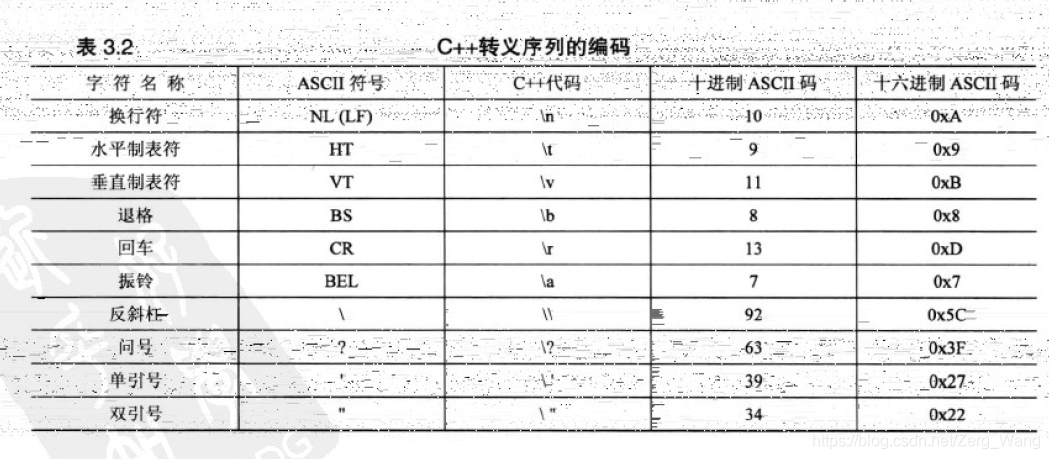 表 3.2 C++转义序列的编码
字符名称 ASCII 符号 C++代码 十进制 ASCII 码 十六进制 ASCII 码
换行符 NL (LF) \n 10 0xA
水平制表符 HT \t 9 0x9
垂直制表符 VT \v 11 0xB
退格 BS \b 8 0x8
回车 CR \r 13 0xD
振铃 BEL \a 7 0x7
反斜杠 \ \\ 92 0x5C
问号 ? \? 63 0x3F
单引号 ' \' 39 0x27
双引号 " \" 34 0x22
https://blog.csdn.net/Zerg_Wang